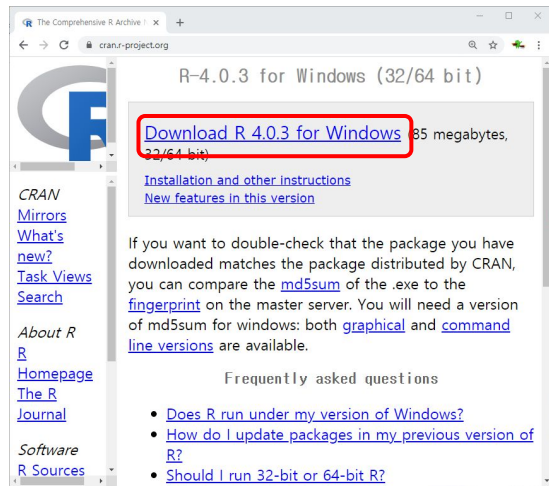 The Comprehensive R Archive
cran.r-project.org
R-4.0.3 for Windows (32/64 bit)
Download R 4.0.3 for Windows (85 megabytes,
32/64 bit)
Installation and other instructions
New features in this version
CRAN
Mirrors
What's
new?
Task Views
Search
About R
R
Homepage
The R
Journal
Software
R Sources
If you want to double-check that the package you have
downloaded matches the package distributed by CRAN,
you can compare the md5sum of the .exe to the
fingerprint on the master server. You will need a version
of md5sum for windows: both graphical and command
line versions are available.
Frequently asked questions
• Does R run under my version of Windows?
• How do I update packages in my previous version of
R?
• Should I run 32-bit or 64-bit R?